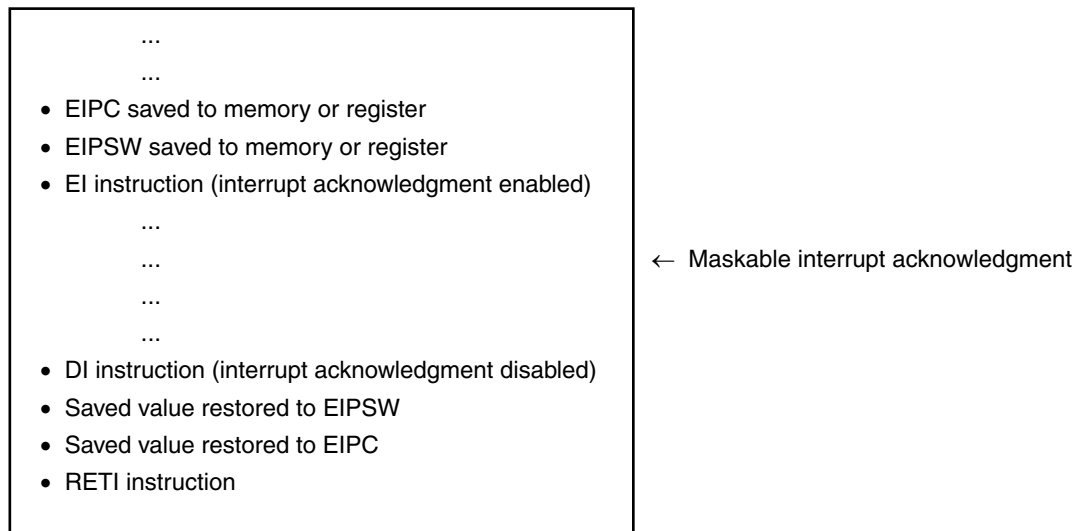 ...
...
• EIPC saved to memory or register
• EIPSW saved to memory or register
• EI instruction (interrupt acknowledgment enabled)
...
...
← Maskable interrupt acknowledgment
...
...
• DI instruction (interrupt acknowledgment disabled)
• Saved value restored to EIPSW
• Saved value restored to EIPC
• RETI instruction